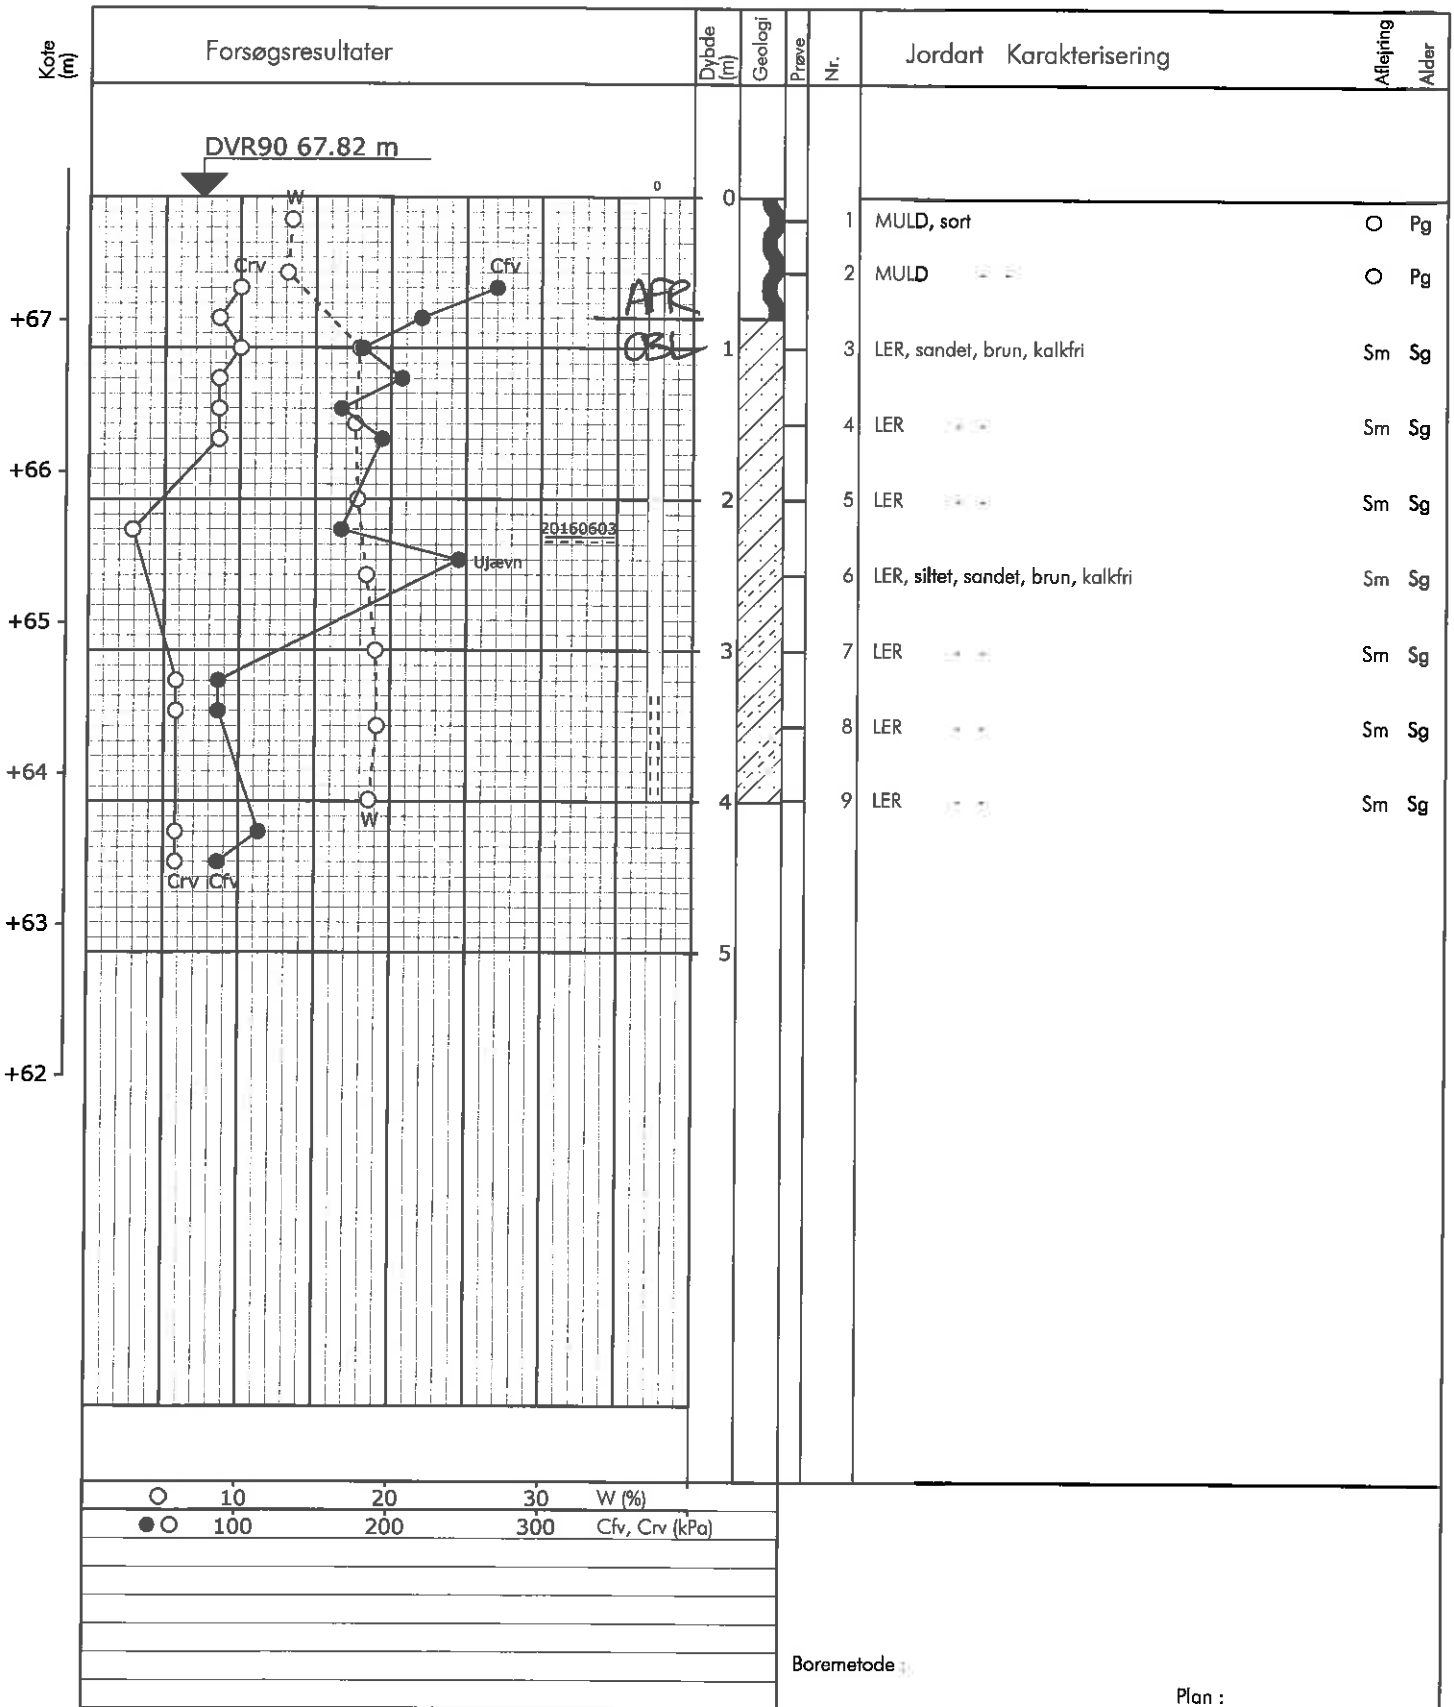 Kote (m)
Forsøgsresultater
Dybde (m)
Geologi
Prøve
Nr.
Jordart Karakterisering
Aflejring
Alder
DVR90 67.82 m
W
0
0
1 MULD, sort O Pg
Crv
Cfv
2 MULD " " O Pg
AFR
+67
OBL
1
3 LER, sandet, brun, kalkfri Sm Sg
4 LER " " Sm Sg
+66
2
5 LER " " Sm Sg
20160603
Ujævn
6 LER, siltet, sandet, brun, kalkfri Sm Sg
+65
3
7 LER " " Sm Sg
8 LER " " Sm Sg
+64
4
9 LER " " Sm Sg
W
Crv Cfv
+63
5
+62
10 20 30 W (%)
100 200 300 Cfv, Crv (kPa)
Boremetode
Plan :